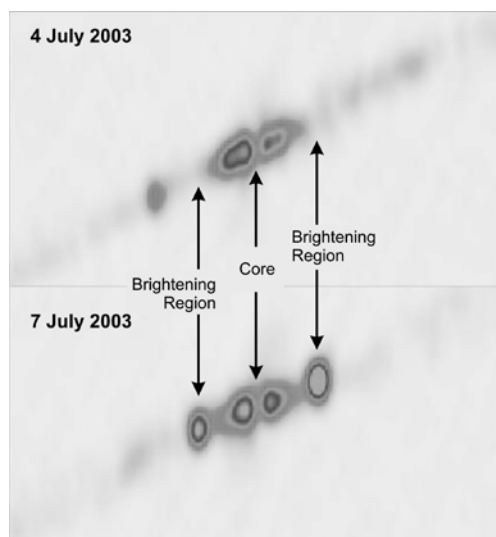 4 July 2003
Brightening
Region
Core
Brightening
Region
7 July 2003